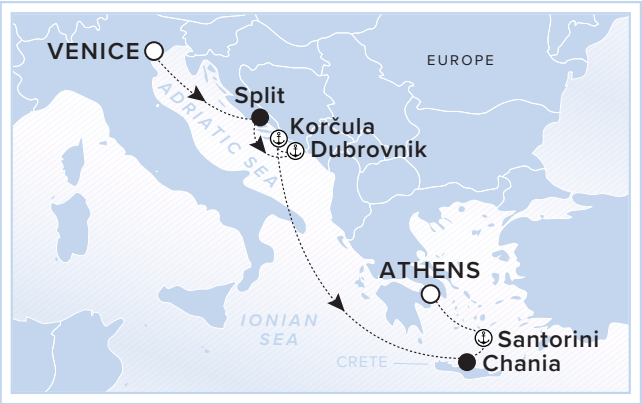 VENICE
EUROPE
Split
ADRIATIC SEA
Korčula
Dubrovnik
ATHENS
IONIAN
SEA
Santorini
CRETE
Chania